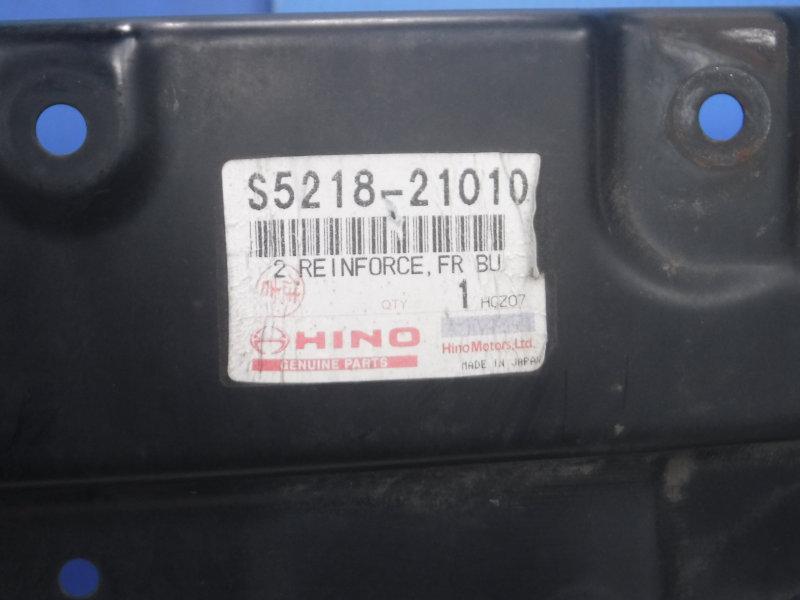 S5218-21010
2 REINFORCE, FR BU
QTY 1 HCZ07
HINO
GENUINE PARTS
Hino Motors, Ltd.
MADE IN JAPAN